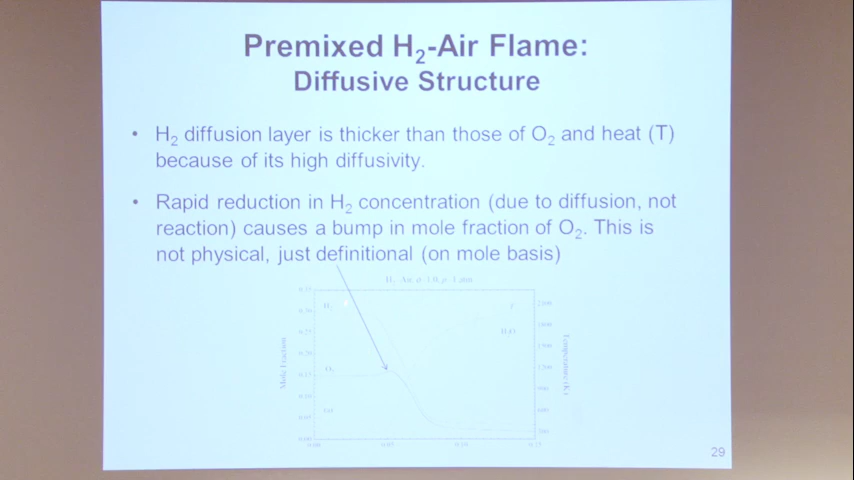 Premixed H2-Air Flame:
Diffusive Structure
• H2 diffusion layer is thicker than those of O2 and heat (T)
because of its high diffusivity.
• Rapid reduction in H2 concentration (due to diffusion, not
reaction) causes a bump in mole fraction of O2. This is
not physical, just definitional (on mole basis)
Mole Fraction
O2
H2O
Temperature (K)
29